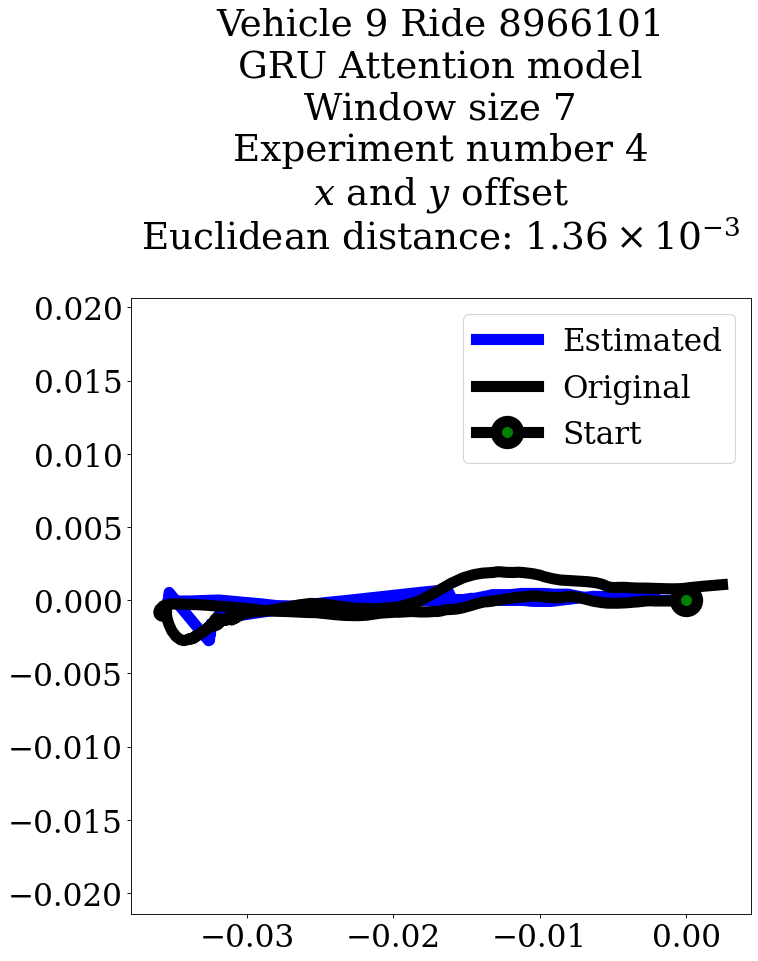 Vehicle 9 Ride 8966101
GRU Attention model
Window size 7
Experiment number 4
x and y offset
Euclidean distance: 1.36 × 10⁻³
0.020
0.015
0.010
0.005
0.000
−0.005
−0.010
−0.015
−0.020
Estimated
Original
Start
−0.03
−0.02
−0.01
0.00